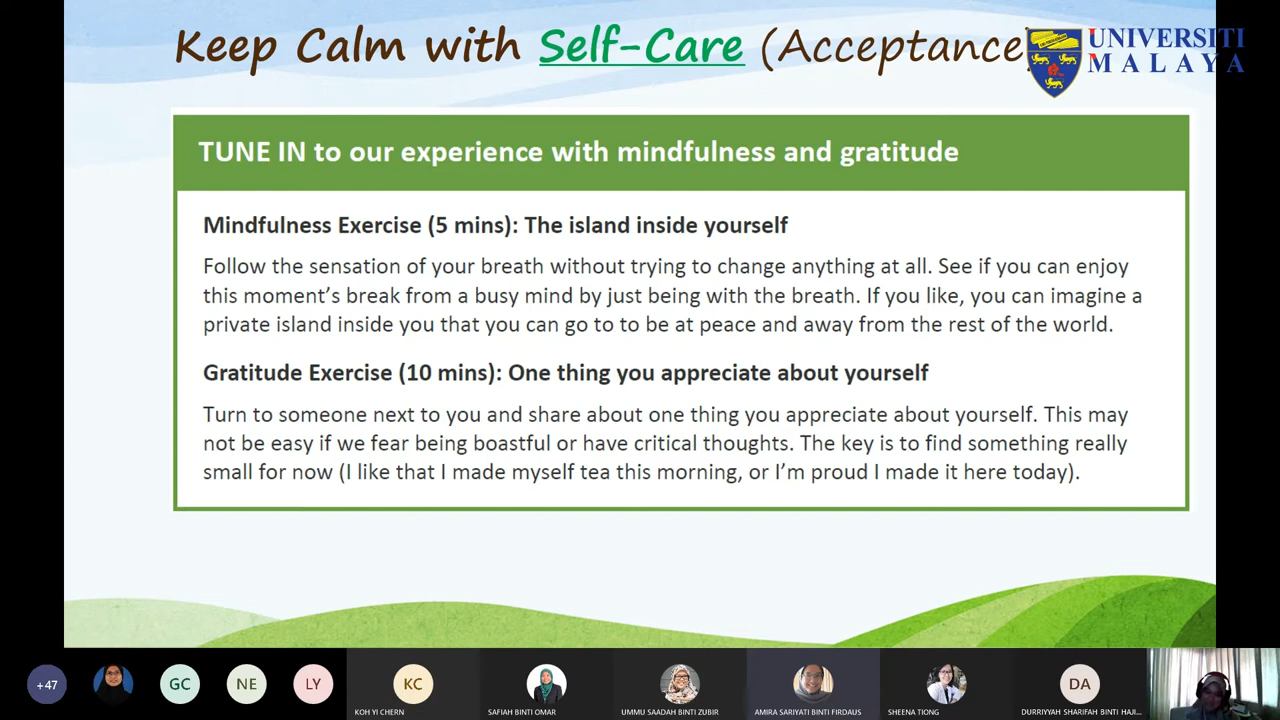 Keep Calm with Self-Care (Acceptance)
UNIVERSITI
MALAYA
TUNE IN to our experience with mindfulness and gratitude
Mindfulness Exercise (5 mins): The island inside yourself
Follow the sensation of your breath without trying to change anything at all. See if you can enjoy
this moment's break from a busy mind by just being with the breath. If you like, you can imagine a
private island inside you that you can go to to be at peace and away from the rest of the world.
Gratitude Exercise (10 mins): One thing you appreciate about yourself
Turn to someone next to you and share about one thing you appreciate about yourself. This may
not be easy if we fear being boastful or have critical thoughts. The key is to find something really
small for now (I like that I made myself tea this morning, or I'm proud I made it here today).
+47
GC
NE
LY
KC
DA
KOH YI CHERN
SAFIAH BINTI OMAR
UMMU SAADAH BINTI ZUBIR
AMIRA SARIYATI BINTI FIRDAUS
SHEENA TIONG
DURRIYYAH SHARIFAH BINTI HAJI...